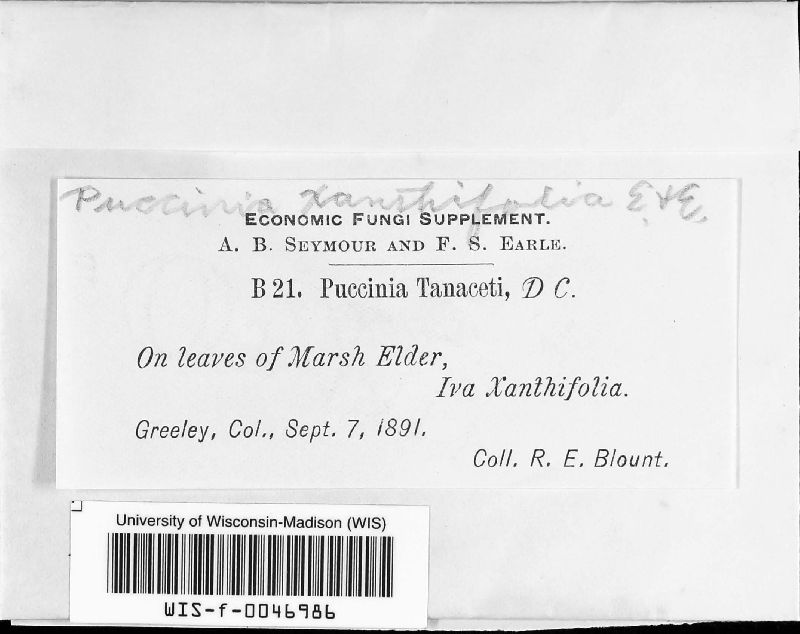 Puccinia xanthifolia E. & E.
Economic Fungi Supplement.
A. B. Seymour and F. S. Earle.
B 21. Puccinia Tanaceti, D C.
On leaves of Marsh Elder,
Iva Xanthifolia.
Greeley, Col., Sept. 7, 1891.
Coll. R. E. Blount.
University of Wisconsin-Madison (WIS)
WIS-f-0046986